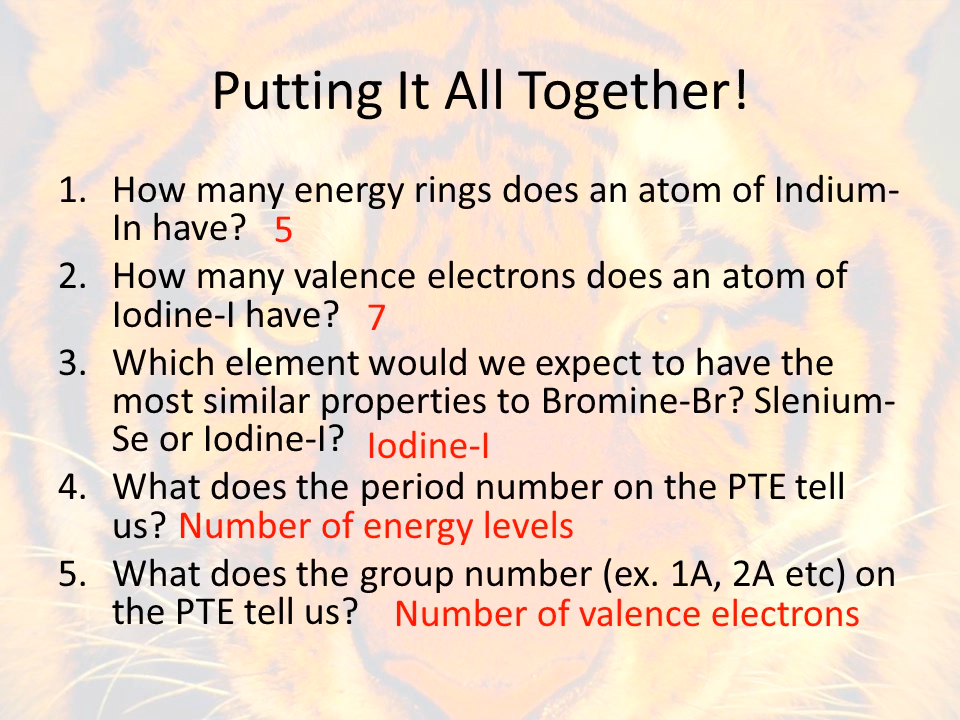 Putting It All Together!
1. How many energy rings does an atom of Indium-
In have? 5
2. How many valence electrons does an atom of
Iodine-I have? 7
3. Which element would we expect to have the
most similar properties to Bromine-Br? Slenium-
Se or Iodine-I? Iodine-I
4. What does the period number on the PTE tell
us? Number of energy levels
5. What does the group number (ex. 1A, 2A etc) on
the PTE tell us? Number of valence electrons